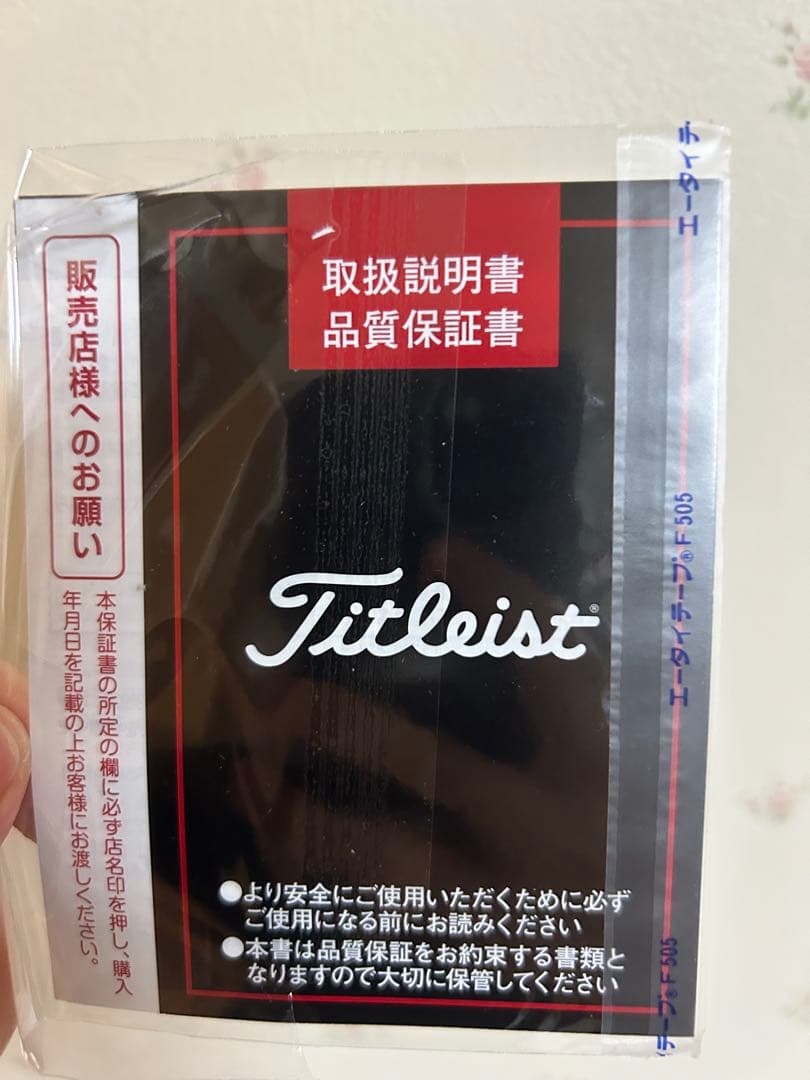 取扱説明書
品質保証書
販売店様へのお願い
本保証書の所定の欄に必ず店名印を押し、購入
年月日を記載の上お客様にお渡しください。
Titleist®
●より安全にご使用いただくために必ず
ご使用になる前にお読みください
●本書は品質保証をお約束する書類と
なりますので大切に保管してください
エータイテ
エータイテープ® F 505
テープ® F 505